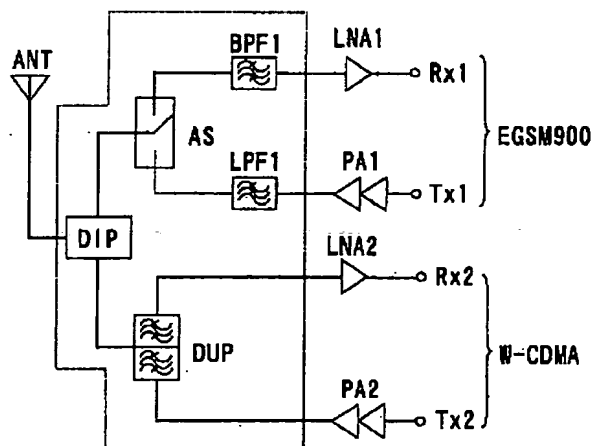 BPF1
LNA1
ANT
Rx1
AS
EGSM900
LPF1
PA1
Tx1
DIP
LNA2
Rx2
DUP
W-CDMA
PA2
Tx2